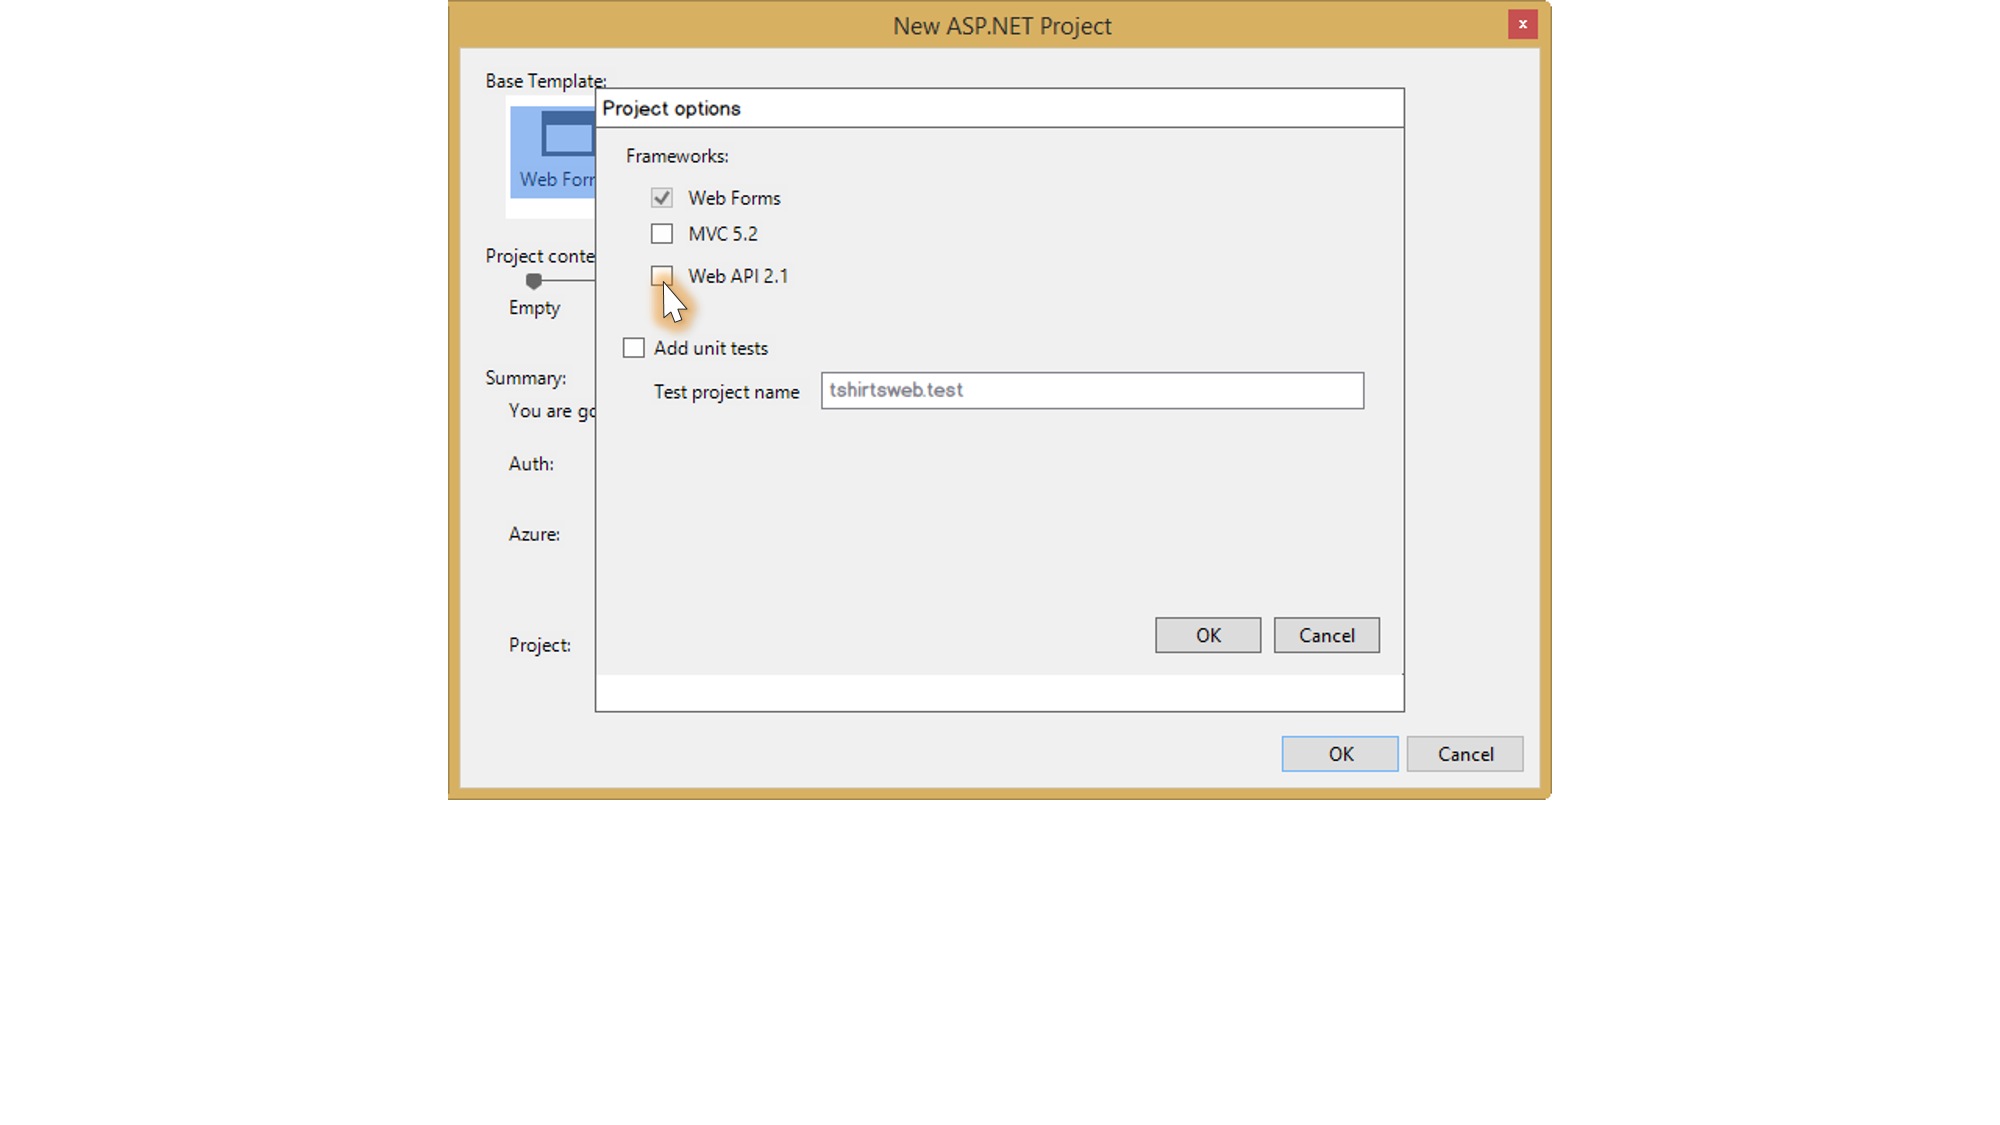 New ASP.NET Project
x
Base Template:
Project options
Frameworks:
Web Forms
Web For
MVC 5.2
Project conte
Web API 2.1
Empty
Add unit tests
Summary:
Test project name tshirtsweb.test
You are go
Auth:
Azure:
Project:
OK Cancel
OK Cancel